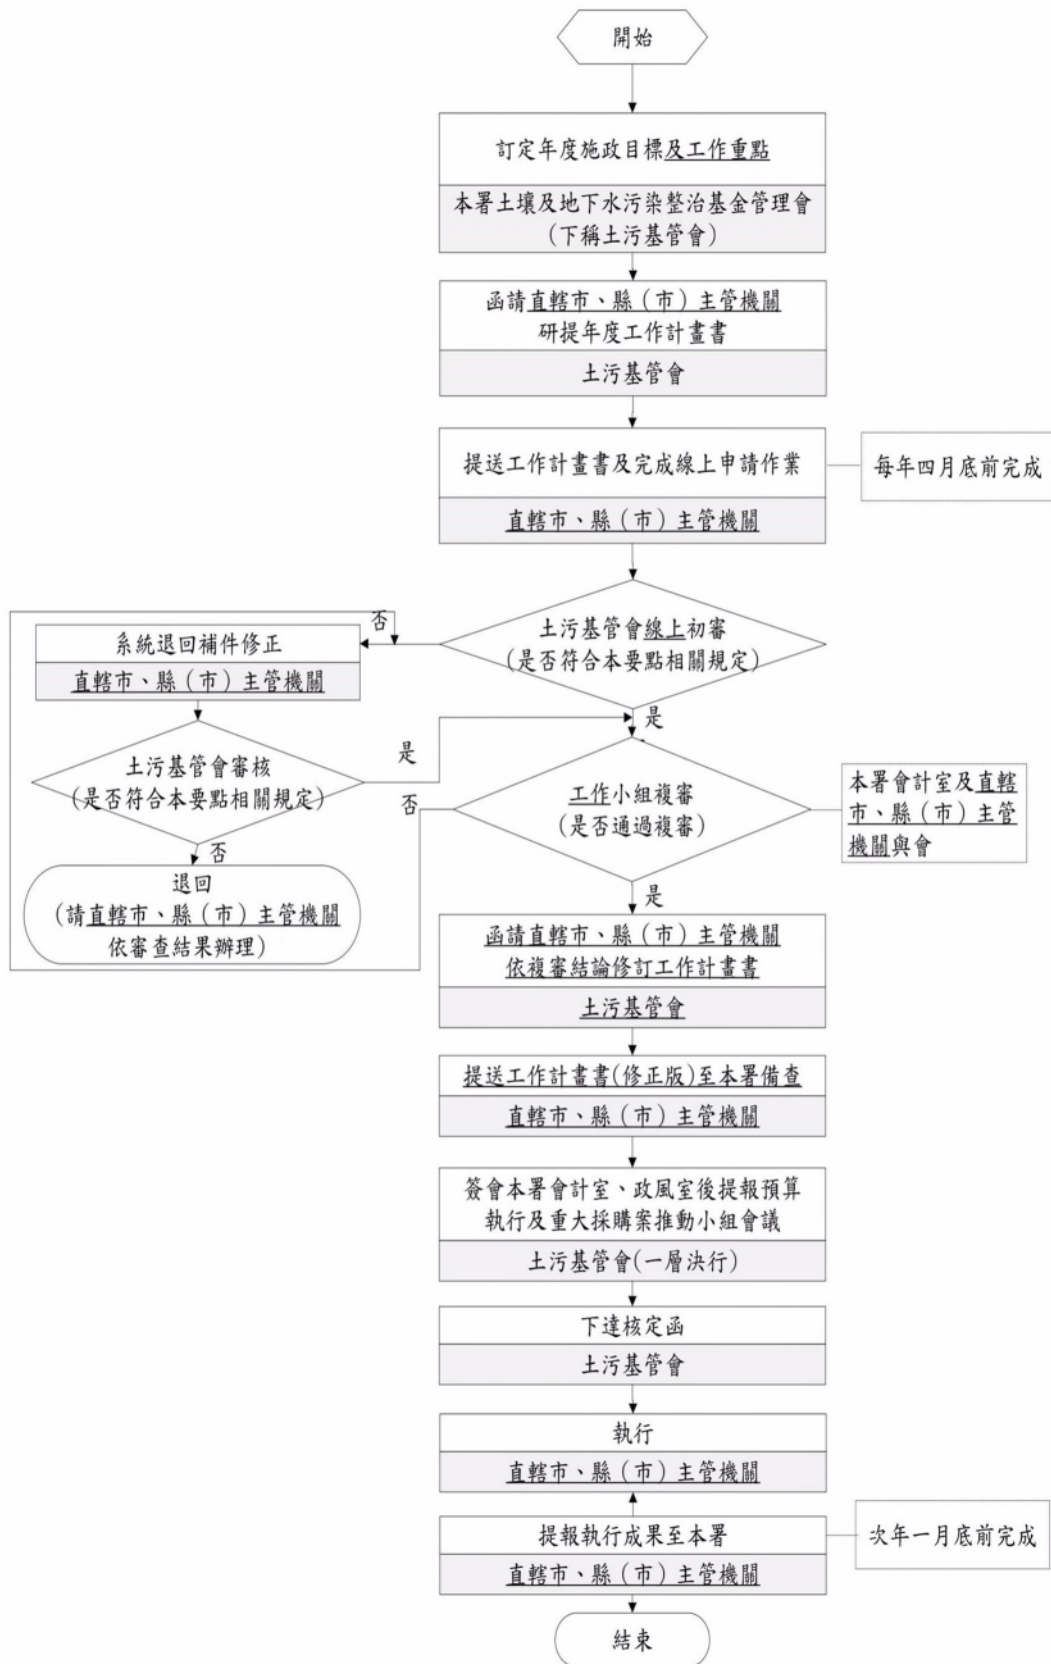 開始
訂定年度施政目標及工作重點
本署土壤及地下水污染整治基金管理會
(下稱土污基管會)
函請直轄市、縣（市）主管機關
研提年度工作計畫書
土污基管會
提送工作計畫書及完成線上申請作業
每年四月底前完成
直轄市、縣（市）主管機關
否
土污基管會線上初審
(是否符合本要點相關規定)
系統退回補件修正
直轄市、縣（市）主管機關
是
土污基管會審核
(是否符合本要點相關規定)
是
否
否
退回
(請直轄市、縣（市）主管機關
依審查結果辦理)
工作小組複審
(是否通過複審)
本署會計室及直轄
市、縣（市）主管
機關與會
是
函請直轄市、縣（市）主管機關
依複審結論修訂工作計畫書
土污基管會
提送工作計畫書(修正版)至本署備查
直轄市、縣（市）主管機關
簽會本署會計室、政風室後提報預算
執行及重大採購案推動小組會議
土污基管會(一層決行)
下達核定函
土污基管會
執行
直轄市、縣（市）主管機關
提報執行成果至本署
次年一月底前完成
直轄市、縣（市）主管機關
結束